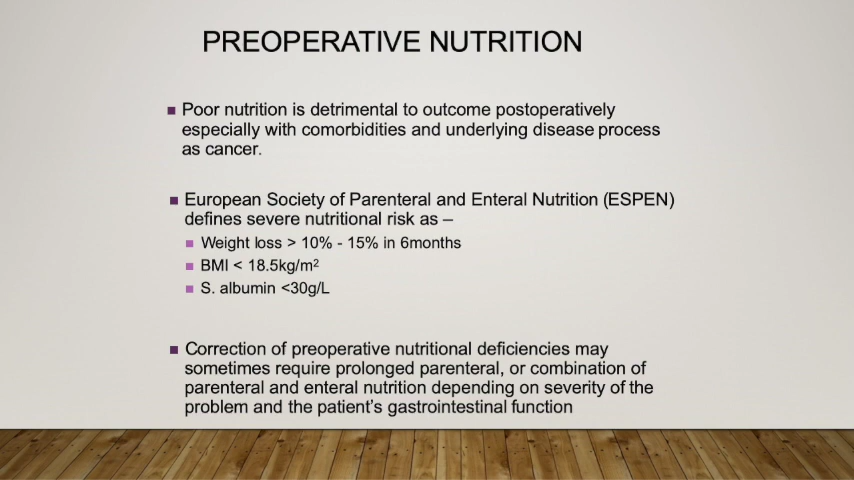 PREOPERATIVE NUTRITION
Poor nutrition is detrimental to outcome postoperatively
especially with comorbidities and underlying disease process
as cancer.
European Society of Parenteral and Enteral Nutrition (ESPEN)
defines severe nutritional risk as –
Weight loss > 10% - 15% in 6months
BMI < 18.5kg/m²
S. albumin <30g/L
Correction of preoperative nutritional deficiencies may
sometimes require prolonged parenteral, or combination of
parenteral and enteral nutrition depending on severity of the
problem and the patient's gastrointestinal function